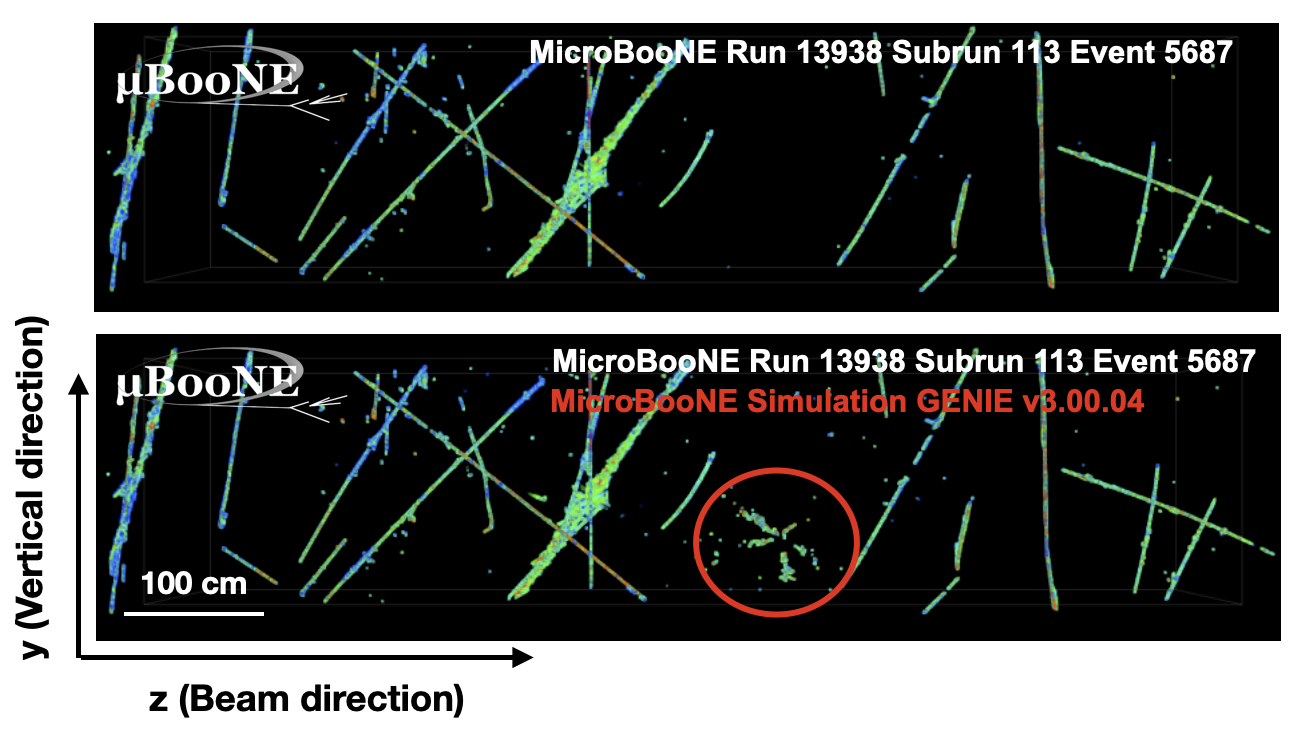 µBooNE
MicroBooNE Run 13938 Subrun 113 Event 5687
µBooNE
MicroBooNE Run 13938 Subrun 113 Event 5687
MicroBooNE Simulation GENIE v3.00.04
100 cm
y (Vertical direction)
z (Beam direction)